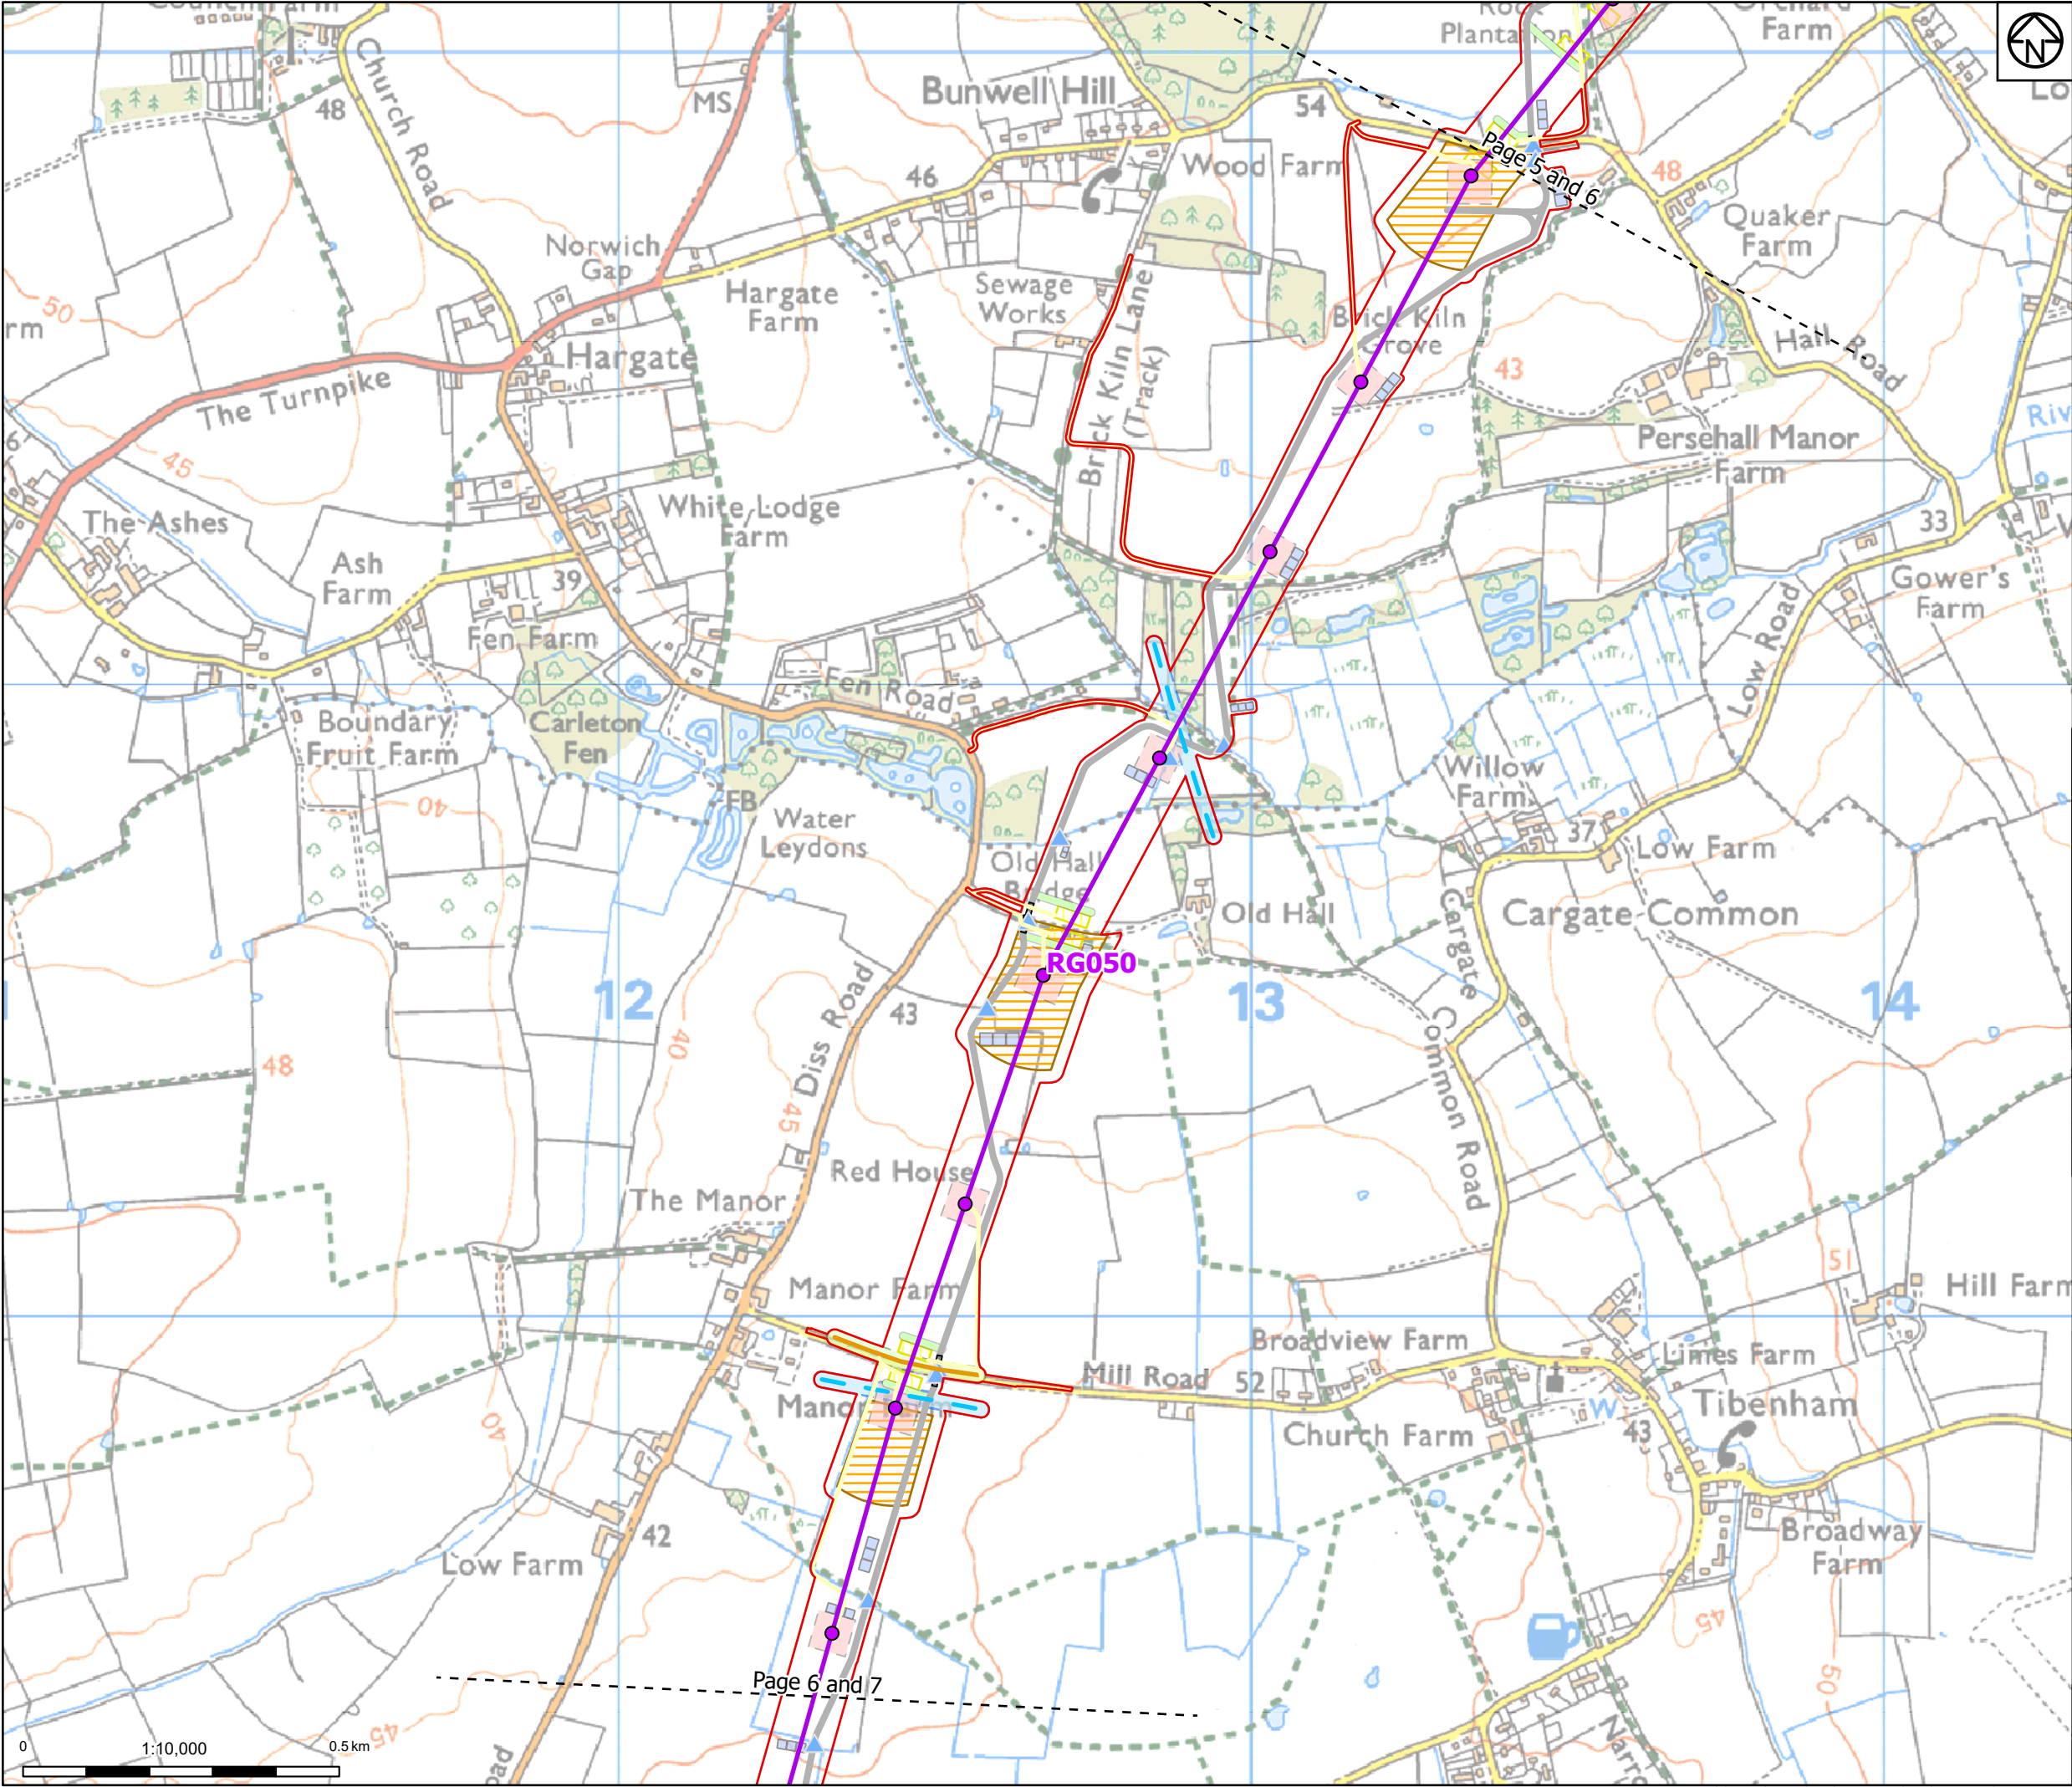 Church Road
48
MS
Bunwell Hill
54
Rock
Plantation
Farm
N
46
Wood Farm
Page 5 and 6
48
Quaker
Farm
Norwich
Gap
Hargate
Farm
Sewage
Works
Brick Kiln Lane
(Track)
Brick Kiln
Grove
43
Hall Road
50
rm
Hargate
The Turnpike
45
Persehall Manor
Farm
Riv
6
The Ashes
Ash
Farm
39
White Lodge
Farm
33
Gower's
Farm
Fen Farm
Fen Road
Low Road
Boundary
Fruit Farm
Carleton
Fen
40
FB
Water
Leydons
Willow
Farm
37
Low Farm
Old Hall
Bridge
Old Hall
Cargate Common
Cargate Common Road
RG050
12
13
14
43
Diss Road
48
40
45
Red House
The Manor
Manor Farm
51
Hill Farm
Broadview Farm
Mill Road
52
Limes Farm
Manor Farm
Church Farm
W
43
Tibenham
40
42
Low Farm
Broadway
Farm
45
50
Page 6 and 7
45
0
1:10,000
0.5 km
oad
Narro